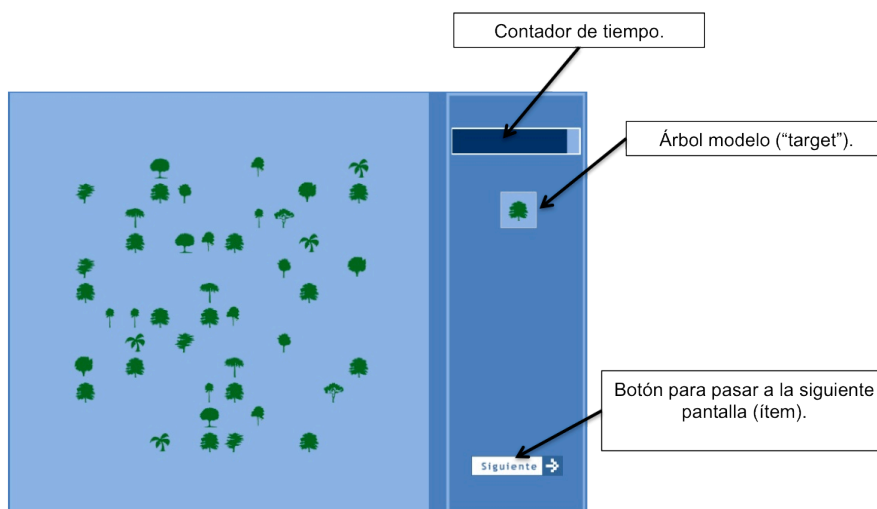 Contador de tiempo.
Árbol modelo (“target”).
Botón para pasar a la siguiente
pantalla (ítem).
Siguiente